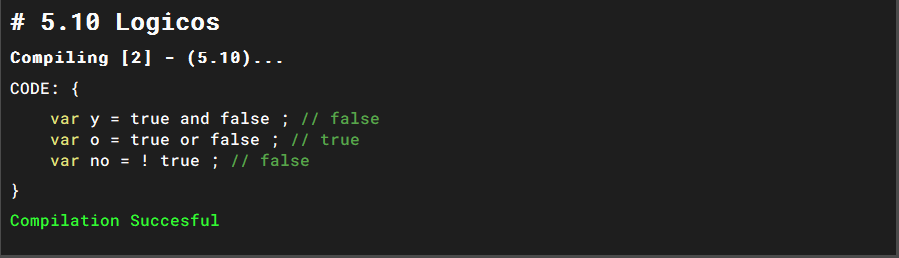 # 5.10 Logicos
Compiling [2] - (5.10)...
CODE: {
var y = true and false ; // false
var o = true or false ; // true
var no = ! true ; // false
}
Compilation Succesful